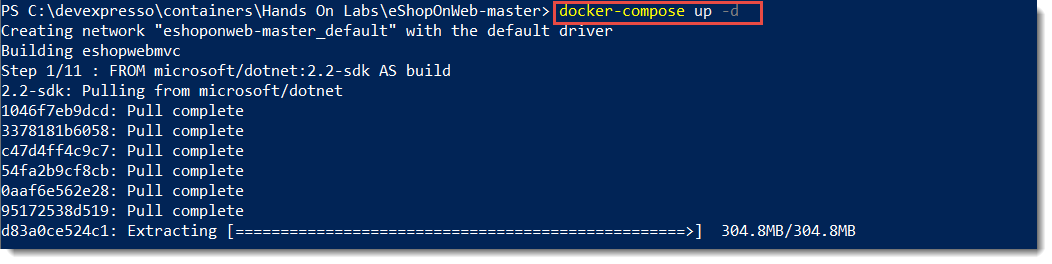 PS C:\devexpresso\containers\Hands On Labs\eShopOnWeb-master> docker-compose up -d
Creating network "eshoponweb-master_default" with the default driver
Building eshopwebmvc
Step 1/11 : FROM microsoft/dotnet:2.2-sdk AS build
2.2-sdk: Pulling from microsoft/dotnet
1046f7eb9dcd: Pull complete
3378181b6058: Pull complete
c47d4ff4c9c7: Pull complete
54fa2b9cf8cb: Pull complete
0aaf6e562e28: Pull complete
95172538d519: Pull complete
d83a0ce524c1: Extracting [==================================================>]  304.8MB/304.8MB